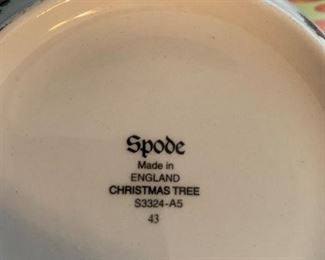 Spode
Made in
ENGLAND
CHRISTMAS TREE
S3324-A5
43